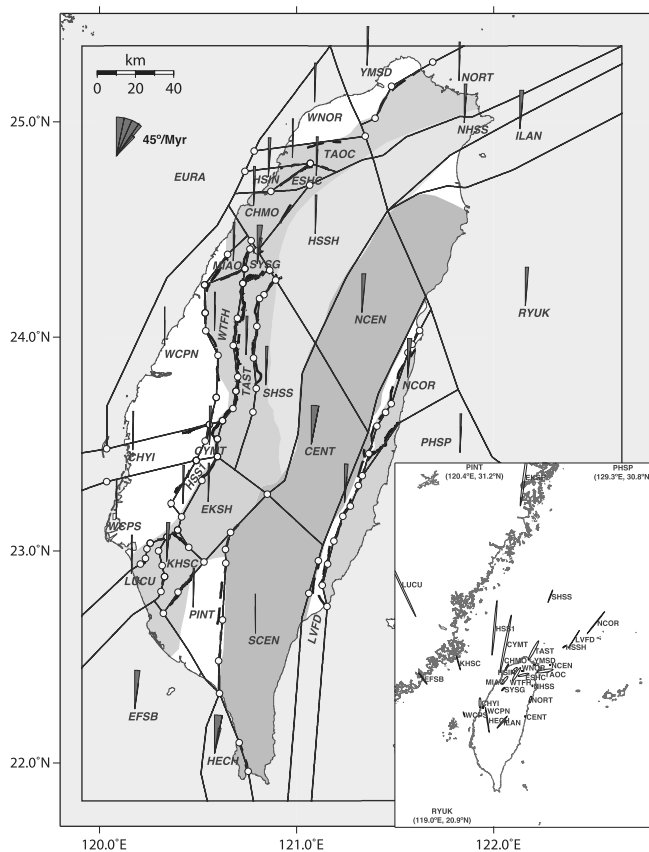 km
0 20 40
45°/Myr
25.0°N
24.0°N
23.0°N
22.0°N
120.0°E
121.0°E
122.0°E
YMSD
NORT
WNOR
NHSS
ILAN
TAOC
EURA
HSIN
ESHC
CHMO
HSSH
MIAO
SYSG
NCEN
RYUK
WTFH
WCPN
TAST
SHSS
NCOR
PHSP
CENT
CHYI
CYMT
HSS1
EKSH
WCPS
KHSC
LUCU
PINT
SCEN
LVFD
EFSB
HECH
PINT
(120.4°E, 31.2°N)
PHSP
(129.3°E, 30.8°N)
LUCU
SHSS
NCOR
HSS1
LVFD
HSSH
CYMT
TAST
KHSC
CHMO
YMSD
NCEN
WNOR
TAOC
EFSB
MIAO
WTFH
SYSG
NORT
CHYI
WCPN
WCPS
ILAN
CENT
RYUK
(119.0°E, 20.9°N)